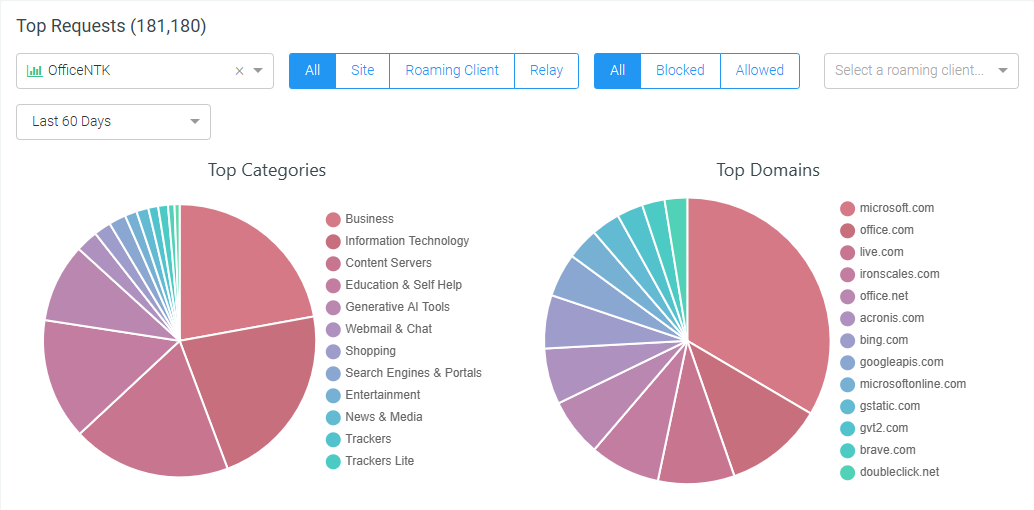 Top Requests (181,180)
OfficeNTK
All Site Roaming Client Relay
All Blocked Allowed
Select a roaming client...
Last 60 Days
Top Categories
Business
Information Technology
Content Servers
Education & Self Help
Generative AI Tools
Webmail & Chat
Shopping
Search Engines & Portals
Entertainment
News & Media
Trackers
Trackers Lite
Top Domains
microsoft.com
office.com
live.com
ironscales.com
office.net
acronis.com
bing.com
googleapis.com
microsoftonline.com
gstatic.com
gvt2.com
brave.com
doubleclick.net